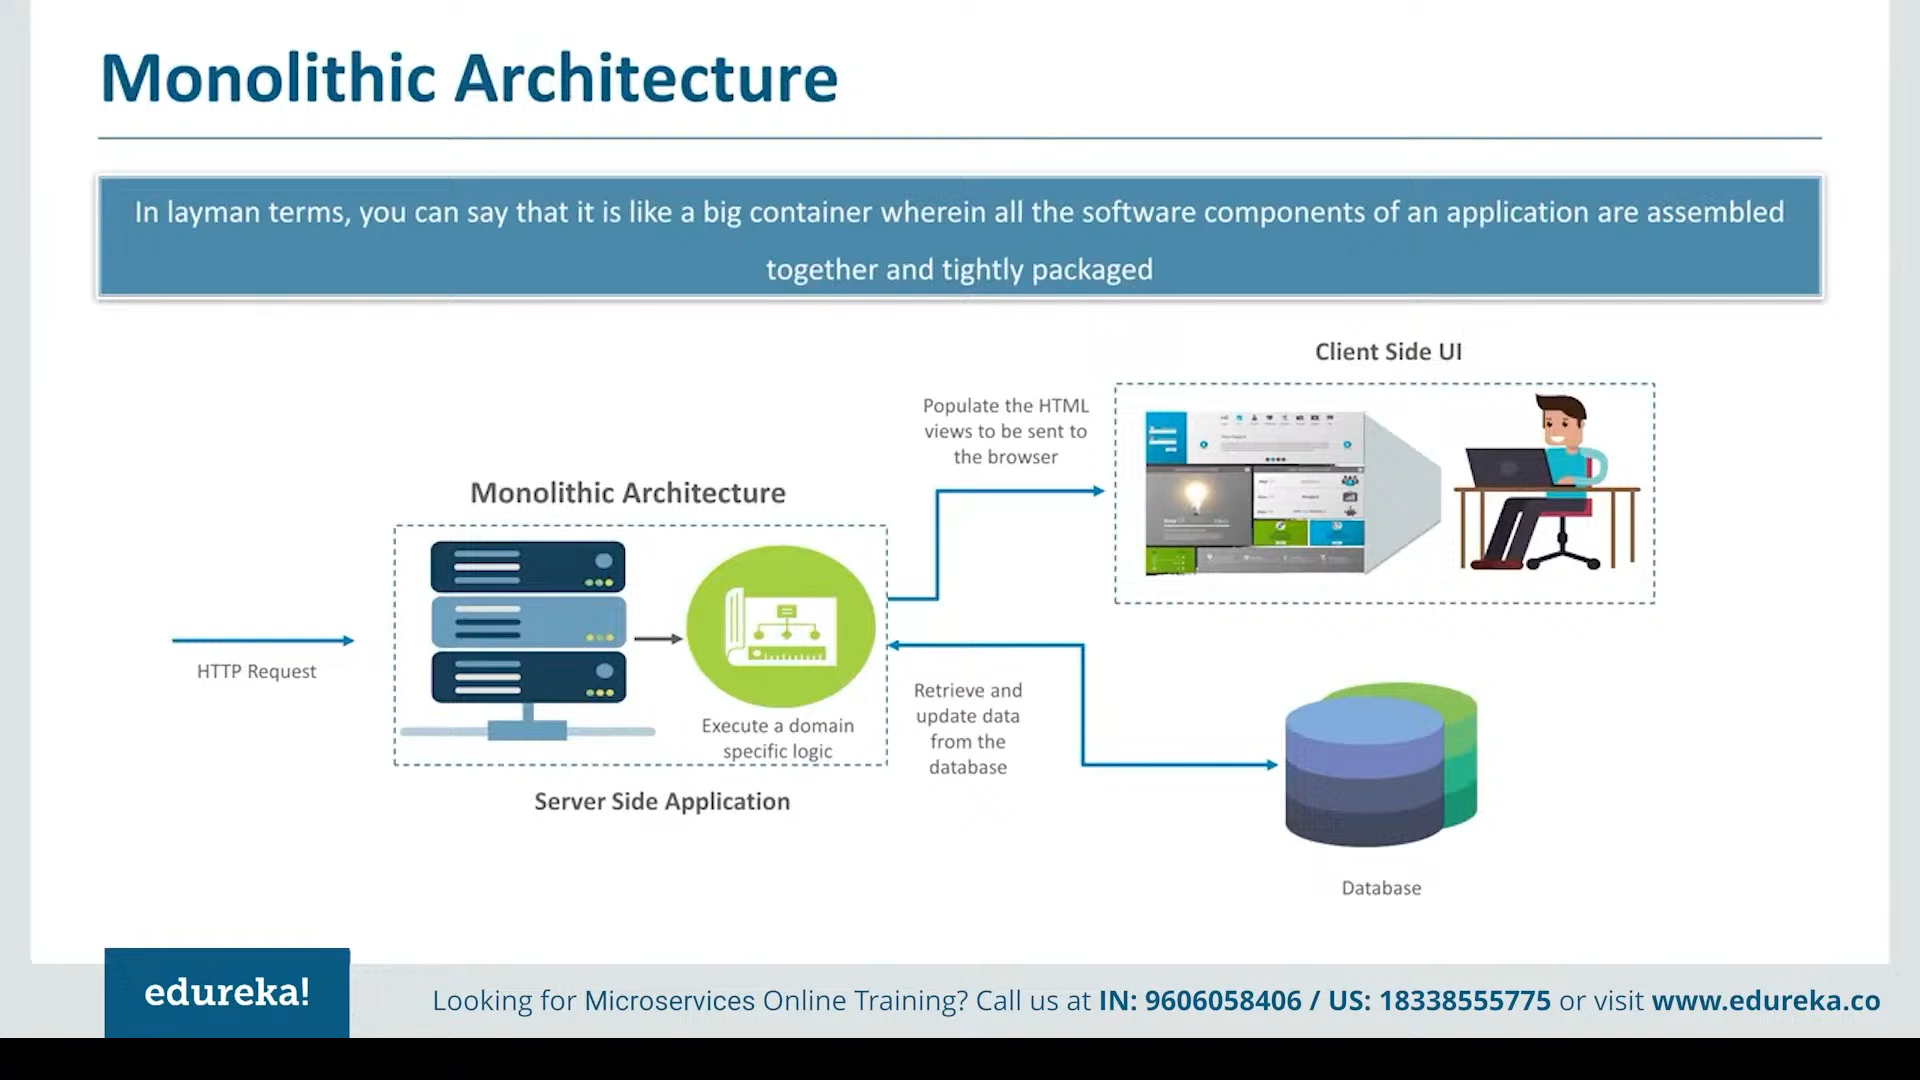 Monolithic Architecture
In layman terms, you can say that it is like a big container wherein all the software components of an application are assembled
together and tightly packaged
Client Side UI
Populate the HTML
views to be sent to
the browser
Monolithic Architecture
HTTP Request
Execute a domain
specific logic
Server Side Application
Retrieve and
update data
from the
database
Database
edureka!
Looking for Microservices Online Training? Call us at IN: 9606058406 / US: 18338555775 or visit www.edureka.co